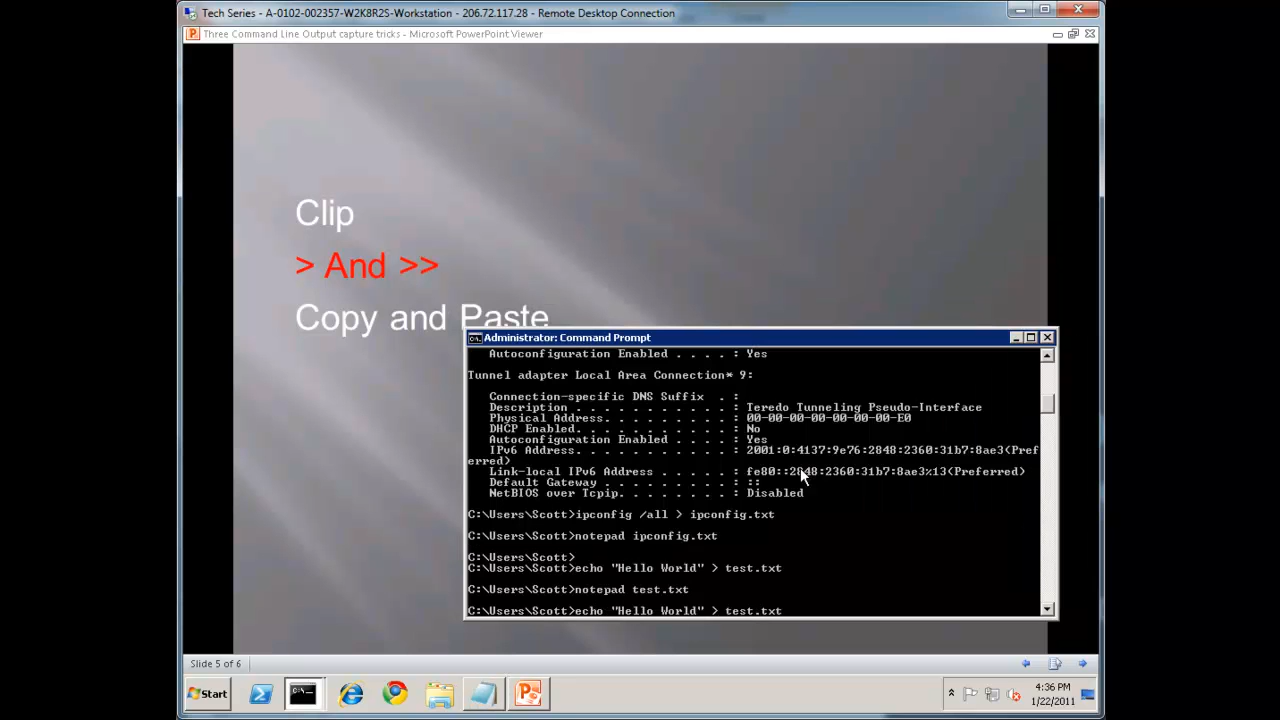 Tech Series - A-0102-002357-W2K8R2S-Workstation - 206.72.117.28 - Remote Desktop Connection
Three Command Line Output capture tricks - Microsoft PowerPoint Viewer
Clip
> And >>
Copy and Paste
Administrator: Command Prompt
Autoconfiguration Enabled . . . . : Yes
Tunnel adapter Local Area Connection* 9:
Connection-specific DNS Suffix  . :
Description . . . . . . . . . . . : Teredo Tunneling Pseudo-Interface
Physical Address. . . . . . . . . : 00-00-00-00-00-00-00-E0
DHCP Enabled. . . . . . . . . . . : No
Autoconfiguration Enabled . . . . : Yes
IPv6 Address. . . . . . . . . . . : 2001:0:4137:9e76:2848:2360:31b7:8ae3(Pref
erred)
Link-local IPv6 Address . . . . . : fe80::2848:2360:31b7:8ae3%13(Preferred)
Default Gateway . . . . . . . . . : ::
NetBIOS over Tcpip. . . . . . . . : Disabled
C:\Users\Scott>ipconfig /all > ipconfig.txt
C:\Users\Scott>notepad ipconfig.txt
C:\Users\Scott>
C:\Users\Scott>echo "Hello World" > test.txt
C:\Users\Scott>notepad test.txt
C:\Users\Scott>echo "Hello World" > test.txt
Slide 5 of 6
Start
4:36 PM
1/22/2011